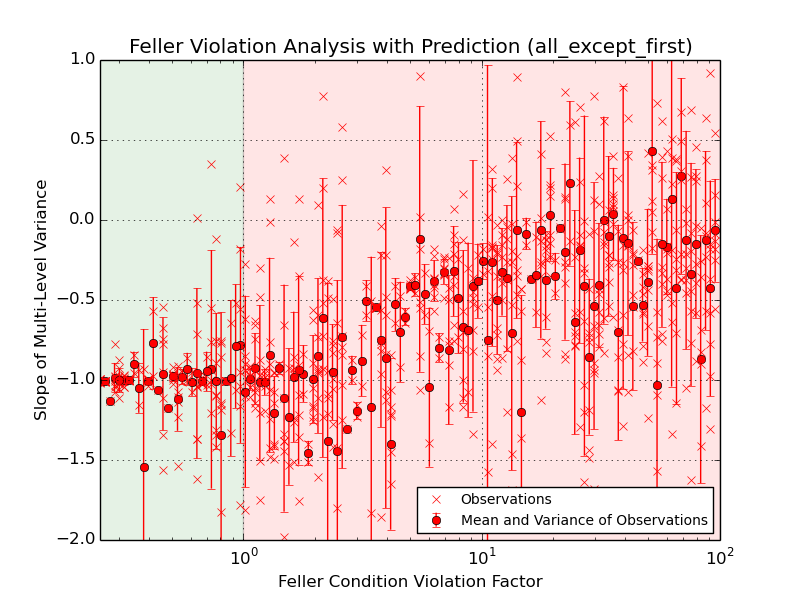 Feller Violation Analysis with Prediction (all_except_first)
Slope of Multi-Level Variance
1.0
0.5
0.0
−0.5
−1.0
−1.5
−2.0
10⁰
10¹
10²
Feller Condition Violation Factor
Observations
Mean and Variance of Observations